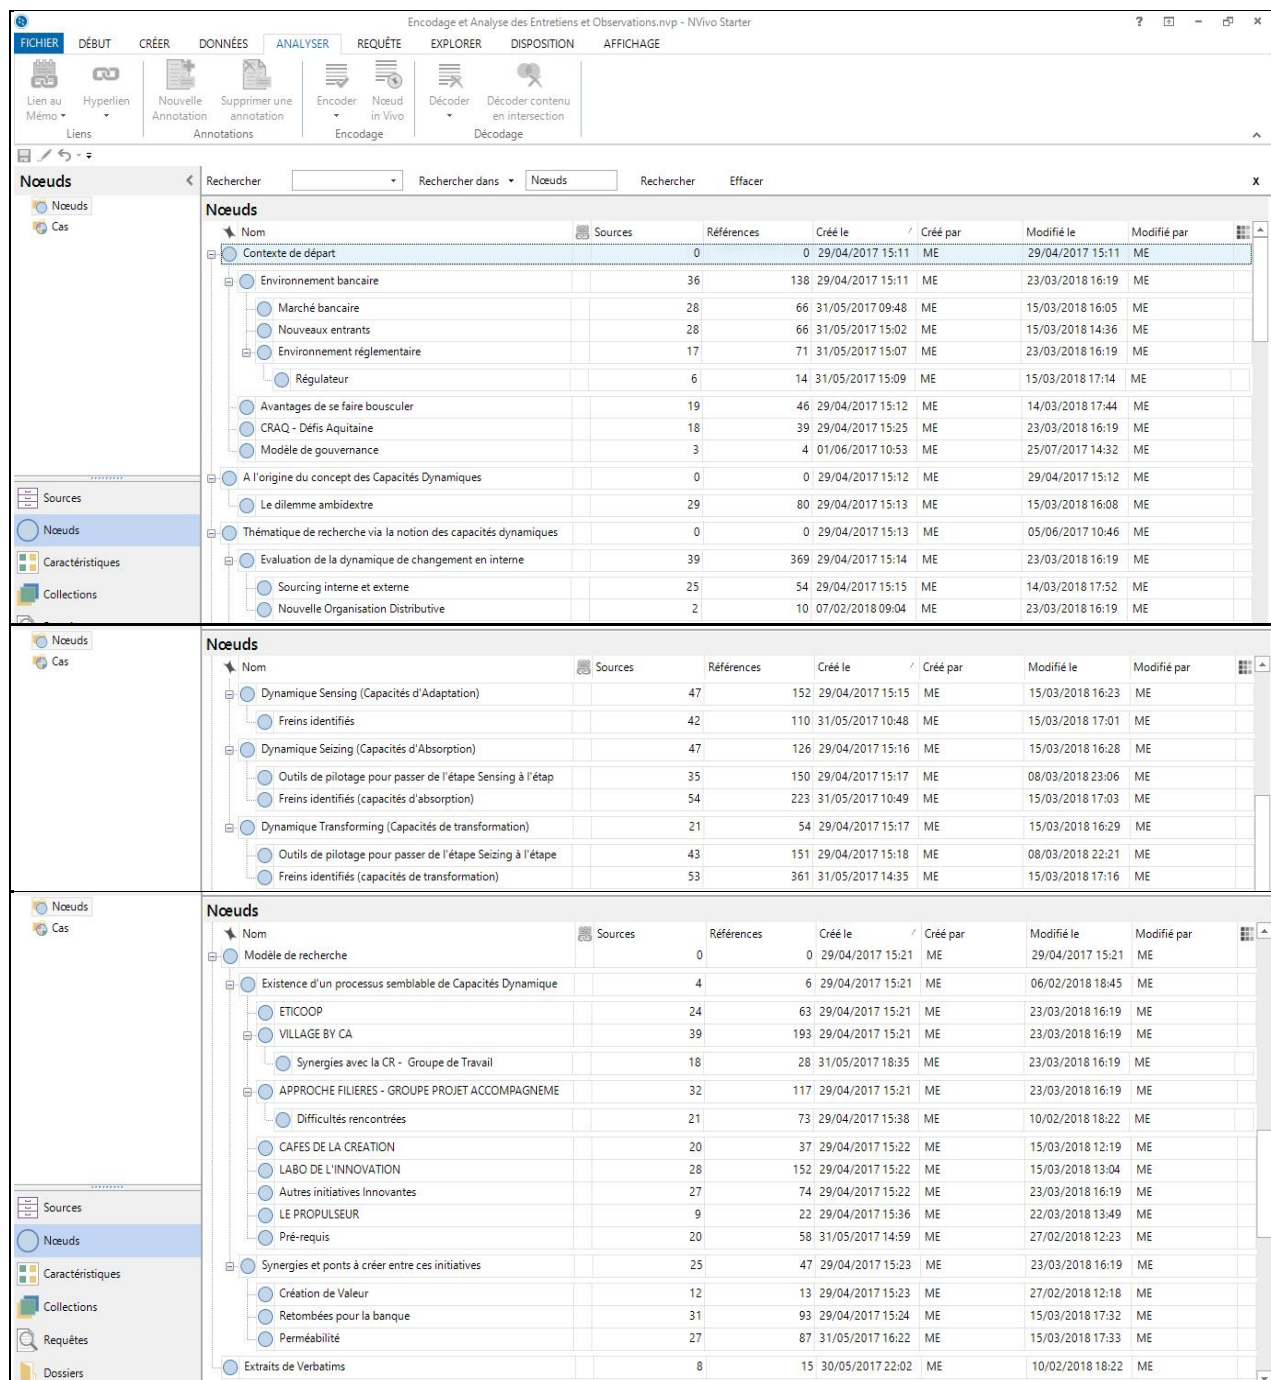 Encodage et Analyse des Entretiens et Observations.nvp - NVivo Starter
FICHIER DÉBUT CRÉER DONNÉES ANALYSER REQUÊTE EXPLORER DISPOSITION AFFICHAGE
Lien au Mémo Hyperlien Nouvelle Annotation Supprimer une annotation Encoder Nœud in Vivo Décoder Décoder contenu en intersection
Liens Annotations Encodage Décodage
Nœuds Rechercher Rechercher dans Nœuds Rechercher Effacer x
Nœuds
Cas
Nœuds
Nom Sources Références Créé le Créé par Modifié le Modifié par
Contexte de départ 0 0 29/04/2017 15:11 ME 29/04/2017 15:11 ME
Environnement bancaire 36 138 29/04/2017 15:11 ME 23/03/2018 16:19 ME
Marché bancaire 28 66 31/05/2017 09:48 ME 15/03/2018 16:05 ME
Nouveaux entrants 28 66 31/05/2017 15:02 ME 15/03/2018 14:36 ME
Environnement réglementaire 17 71 31/05/2017 15:07 ME 23/03/2018 16:19 ME
Régulateur 6 14 31/05/2017 15:09 ME 15/03/2018 17:14 ME
Avantages de se faire bousculer 19 46 29/04/2017 15:12 ME 14/03/2018 17:44 ME
CRAQ - Défis Aquitaine 18 39 29/04/2017 15:25 ME 23/03/2018 16:19 ME
Modèle de gouvernance 3 4 01/06/2017 10:53 ME 25/07/2017 14:32 ME
A l'origine du concept des Capacités Dynamiques 0 0 29/04/2017 15:12 ME 29/04/2017 15:12 ME
Le dilemme ambidextre 29 80 29/04/2017 15:13 ME 15/03/2018 16:08 ME
Thématique de recherche via la notion des capacités dynamiques 0 0 29/04/2017 15:13 ME 05/06/2017 10:46 ME
Evaluation de la dynamique de changement en interne 39 369 29/04/2017 15:14 ME 23/03/2018 16:19 ME
Sourcing interne et externe 25 54 29/04/2017 15:15 ME 14/03/2018 17:52 ME
Nouvelle Organisation Distributive 2 10 07/02/2018 09:04 ME 23/03/2018 16:19 ME
Sources
Nœuds
Caractéristiques
Collections
Nœuds
Cas
Nœuds
Nom Sources Références Créé le Créé par Modifié le Modifié par
Dynamique Sensing (Capacités d'Adaptation) 47 152 29/04/2017 15:15 ME 15/03/2018 16:23 ME
Freins identifiés 42 110 31/05/2017 10:48 ME 15/03/2018 17:01 ME
Dynamique Seizing (Capacités d'Absorption) 47 126 29/04/2017 15:16 ME 15/03/2018 16:28 ME
Outils de pilotage pour passer de l'étape Sensing à l'étap 35 150 29/04/2017 15:17 ME 08/03/2018 23:06 ME
Freins identifiés (capacités d'absorption) 54 223 31/05/2017 10:49 ME 15/03/2018 17:03 ME
Dynamique Transforming (Capacités de transformation) 21 54 29/04/2017 15:17 ME 15/03/2018 16:29 ME
Outils de pilotage pour passer de l'étape Seizing à l'étape 43 151 29/04/2017 15:18 ME 08/03/2018 22:21 ME
Freins identifiés (capacités de transformation) 53 361 31/05/2017 14:35 ME 15/03/2018 17:16 ME
Nœuds
Cas
Nœuds
Nom Sources Références Créé le Créé par Modifié le Modifié par
Modèle de recherche 0 0 29/04/2017 15:21 ME 29/04/2017 15:21 ME
Existence d'un processus semblable de Capacités Dynamique 4 6 29/04/2017 15:21 ME 06/02/2018 18:45 ME
ETICOOP 24 63 29/04/2017 15:21 ME 23/03/2018 16:19 ME
VILLAGE BY CA 39 193 29/04/2017 15:21 ME 23/03/2018 16:19 ME
Synergies avec la CR - Groupe de Travail 18 28 31/05/2017 18:35 ME 23/03/2018 16:19 ME
APPROCHE FILIERES - GROUPE PROJET ACCOMPAGNEME 32 117 29/04/2017 15:21 ME 23/03/2018 16:19 ME
Difficultés rencontrées 21 73 29/04/2017 15:38 ME 10/02/2018 18:22 ME
CAFES DE LA CREATION 20 37 29/04/2017 15:22 ME 15/03/2018 12:19 ME
LABO DE L'INNOVATION 28 152 29/04/2017 15:22 ME 15/03/2018 13:04 ME
Autres initiatives Innovantes 27 74 29/04/2017 15:22 ME 23/03/2018 16:19 ME
LE PROPULSEUR 9 22 29/04/2017 15:36 ME 22/03/2018 13:49 ME
Pré-requis 20 58 31/05/2017 14:59 ME 27/02/2018 12:23 ME
Synergies et ponts à créer entre ces initiatives 25 47 29/04/2017 15:23 ME 23/03/2018 16:19 ME
Création de Valeur 12 13 29/04/2017 15:23 ME 27/02/2018 12:18 ME
Retombées pour la banque 31 93 29/04/2017 15:24 ME 15/03/2018 17:32 ME
Perméabilité 27 87 31/05/2017 16:22 ME 15/03/2018 17:33 ME
Extraits de Verbatims 8 15 30/05/2017 22:02 ME 10/02/2018 18:22 ME
Sources
Nœuds
Caractéristiques
Collections
Requêtes
Dossiers